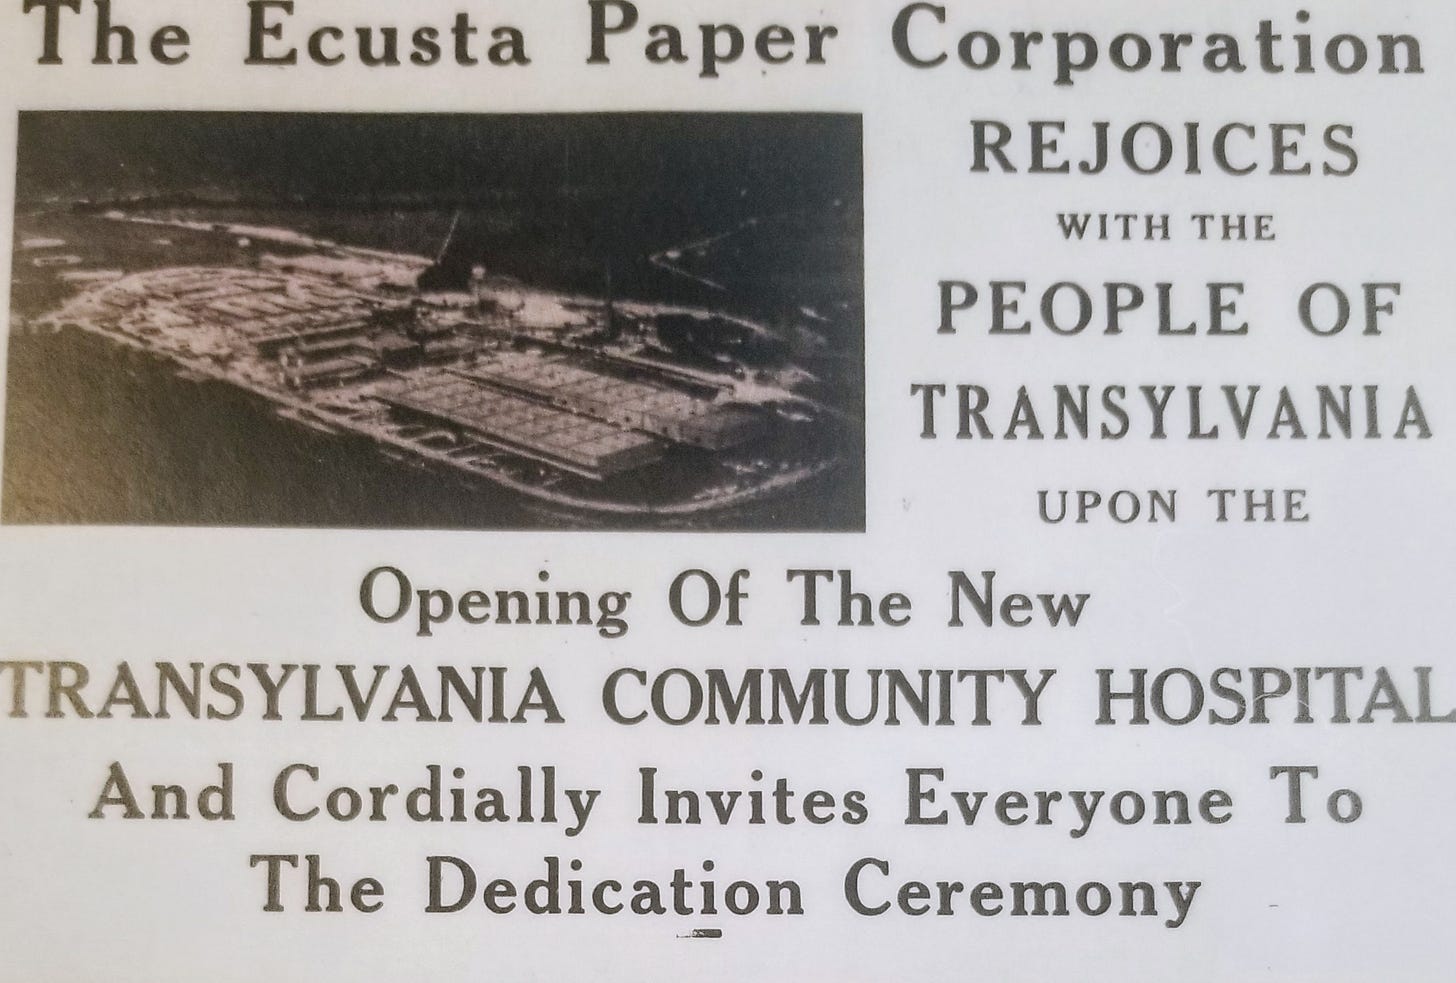 The Ecusta Paper Corporation
REJOICES
WITH THE
PEOPLE OF
TRANSYLVANIA
UPON THE
Opening Of The New
TRANSYLVANIA COMMUNITY HOSPITAL
And Cordially Invites Everyone To
The Dedication Ceremony